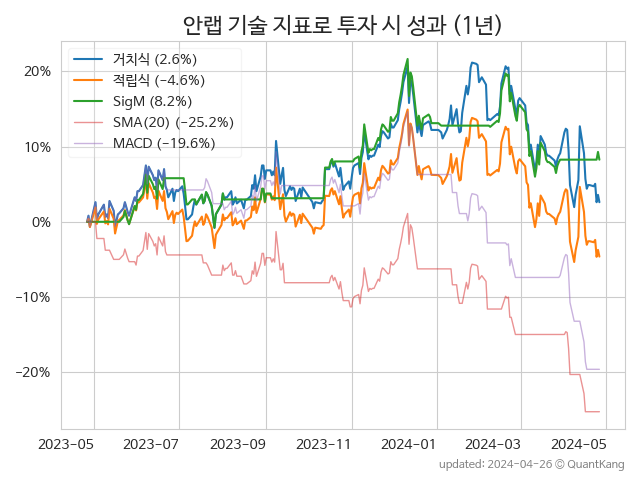 안랩 기술 지표로 투자 시 성과 (1년)
거치식 (2.6%)
적립식 (−4.6%)
SigM (8.2%)
SMA(20) (−25.2%)
MACD (−19.6%)
20%
10%
0%
−10%
−20%
2023-05 2023-07 2023-09 2023-11 2024-01 2024-03 2024-05
updated: 2024-04-26 © QuantKang